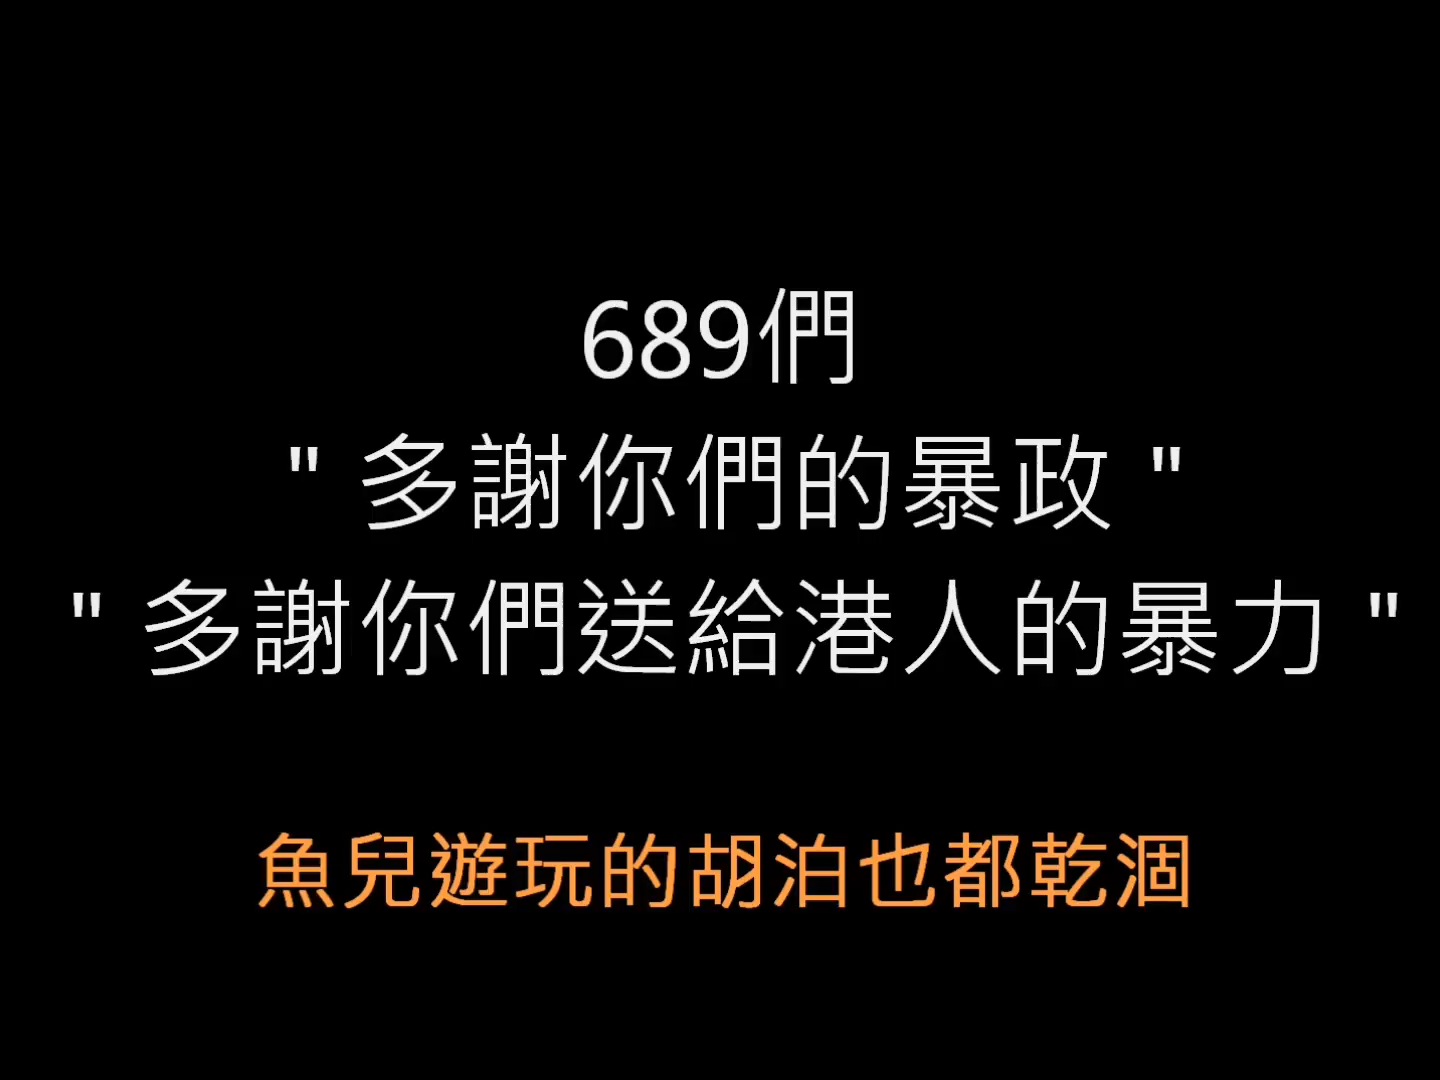 689們
" 多謝你們的暴政 "
" 多謝你們送給港人的暴力 "
魚兒遊玩的胡泊也都乾涸